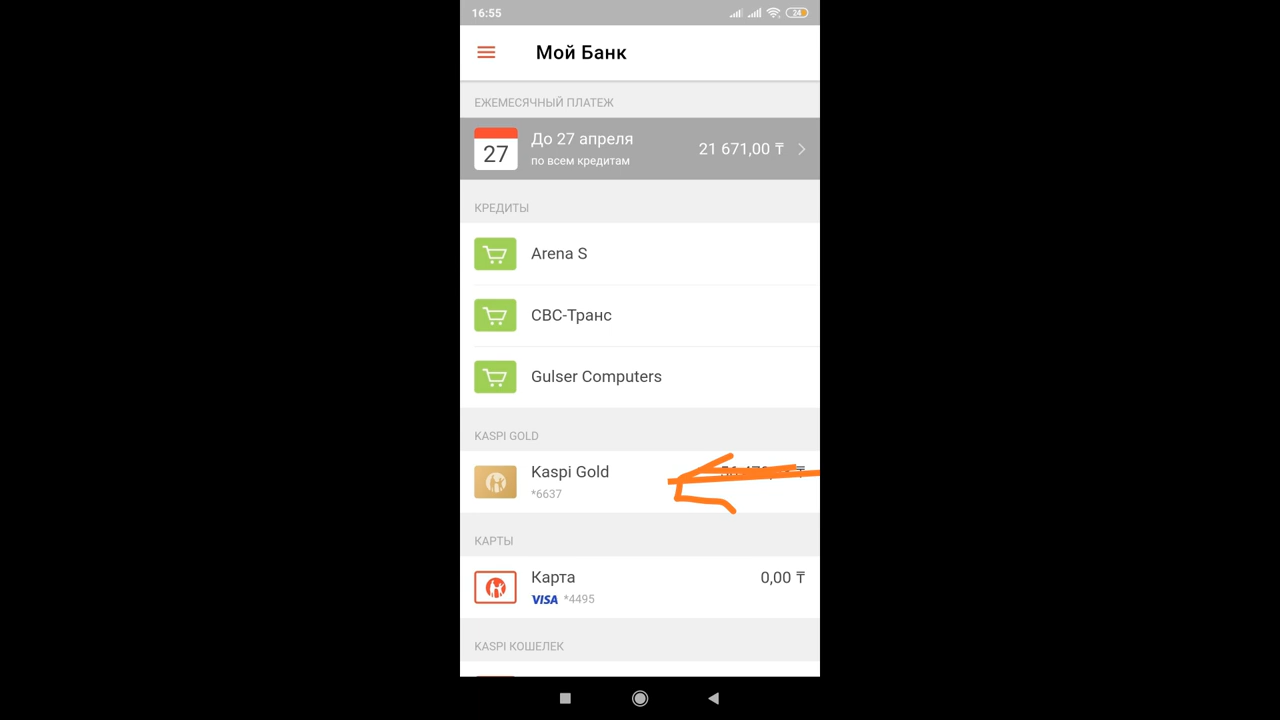 16:55
24
Мой Банк
ЕЖЕМЕСЯЧНЫЙ ПЛАТЕЖ
27
До 27 апреля
21 671,00 ₸
по всем кредитам
КРЕДИТЫ
Arena S
СВС-Транс
Gulser Computers
KASPI GOLD
Kaspi Gold
₸
*6637
КАРТЫ
Карта
0,00 ₸
VISA *4495
KASPI КОШЕЛЕК